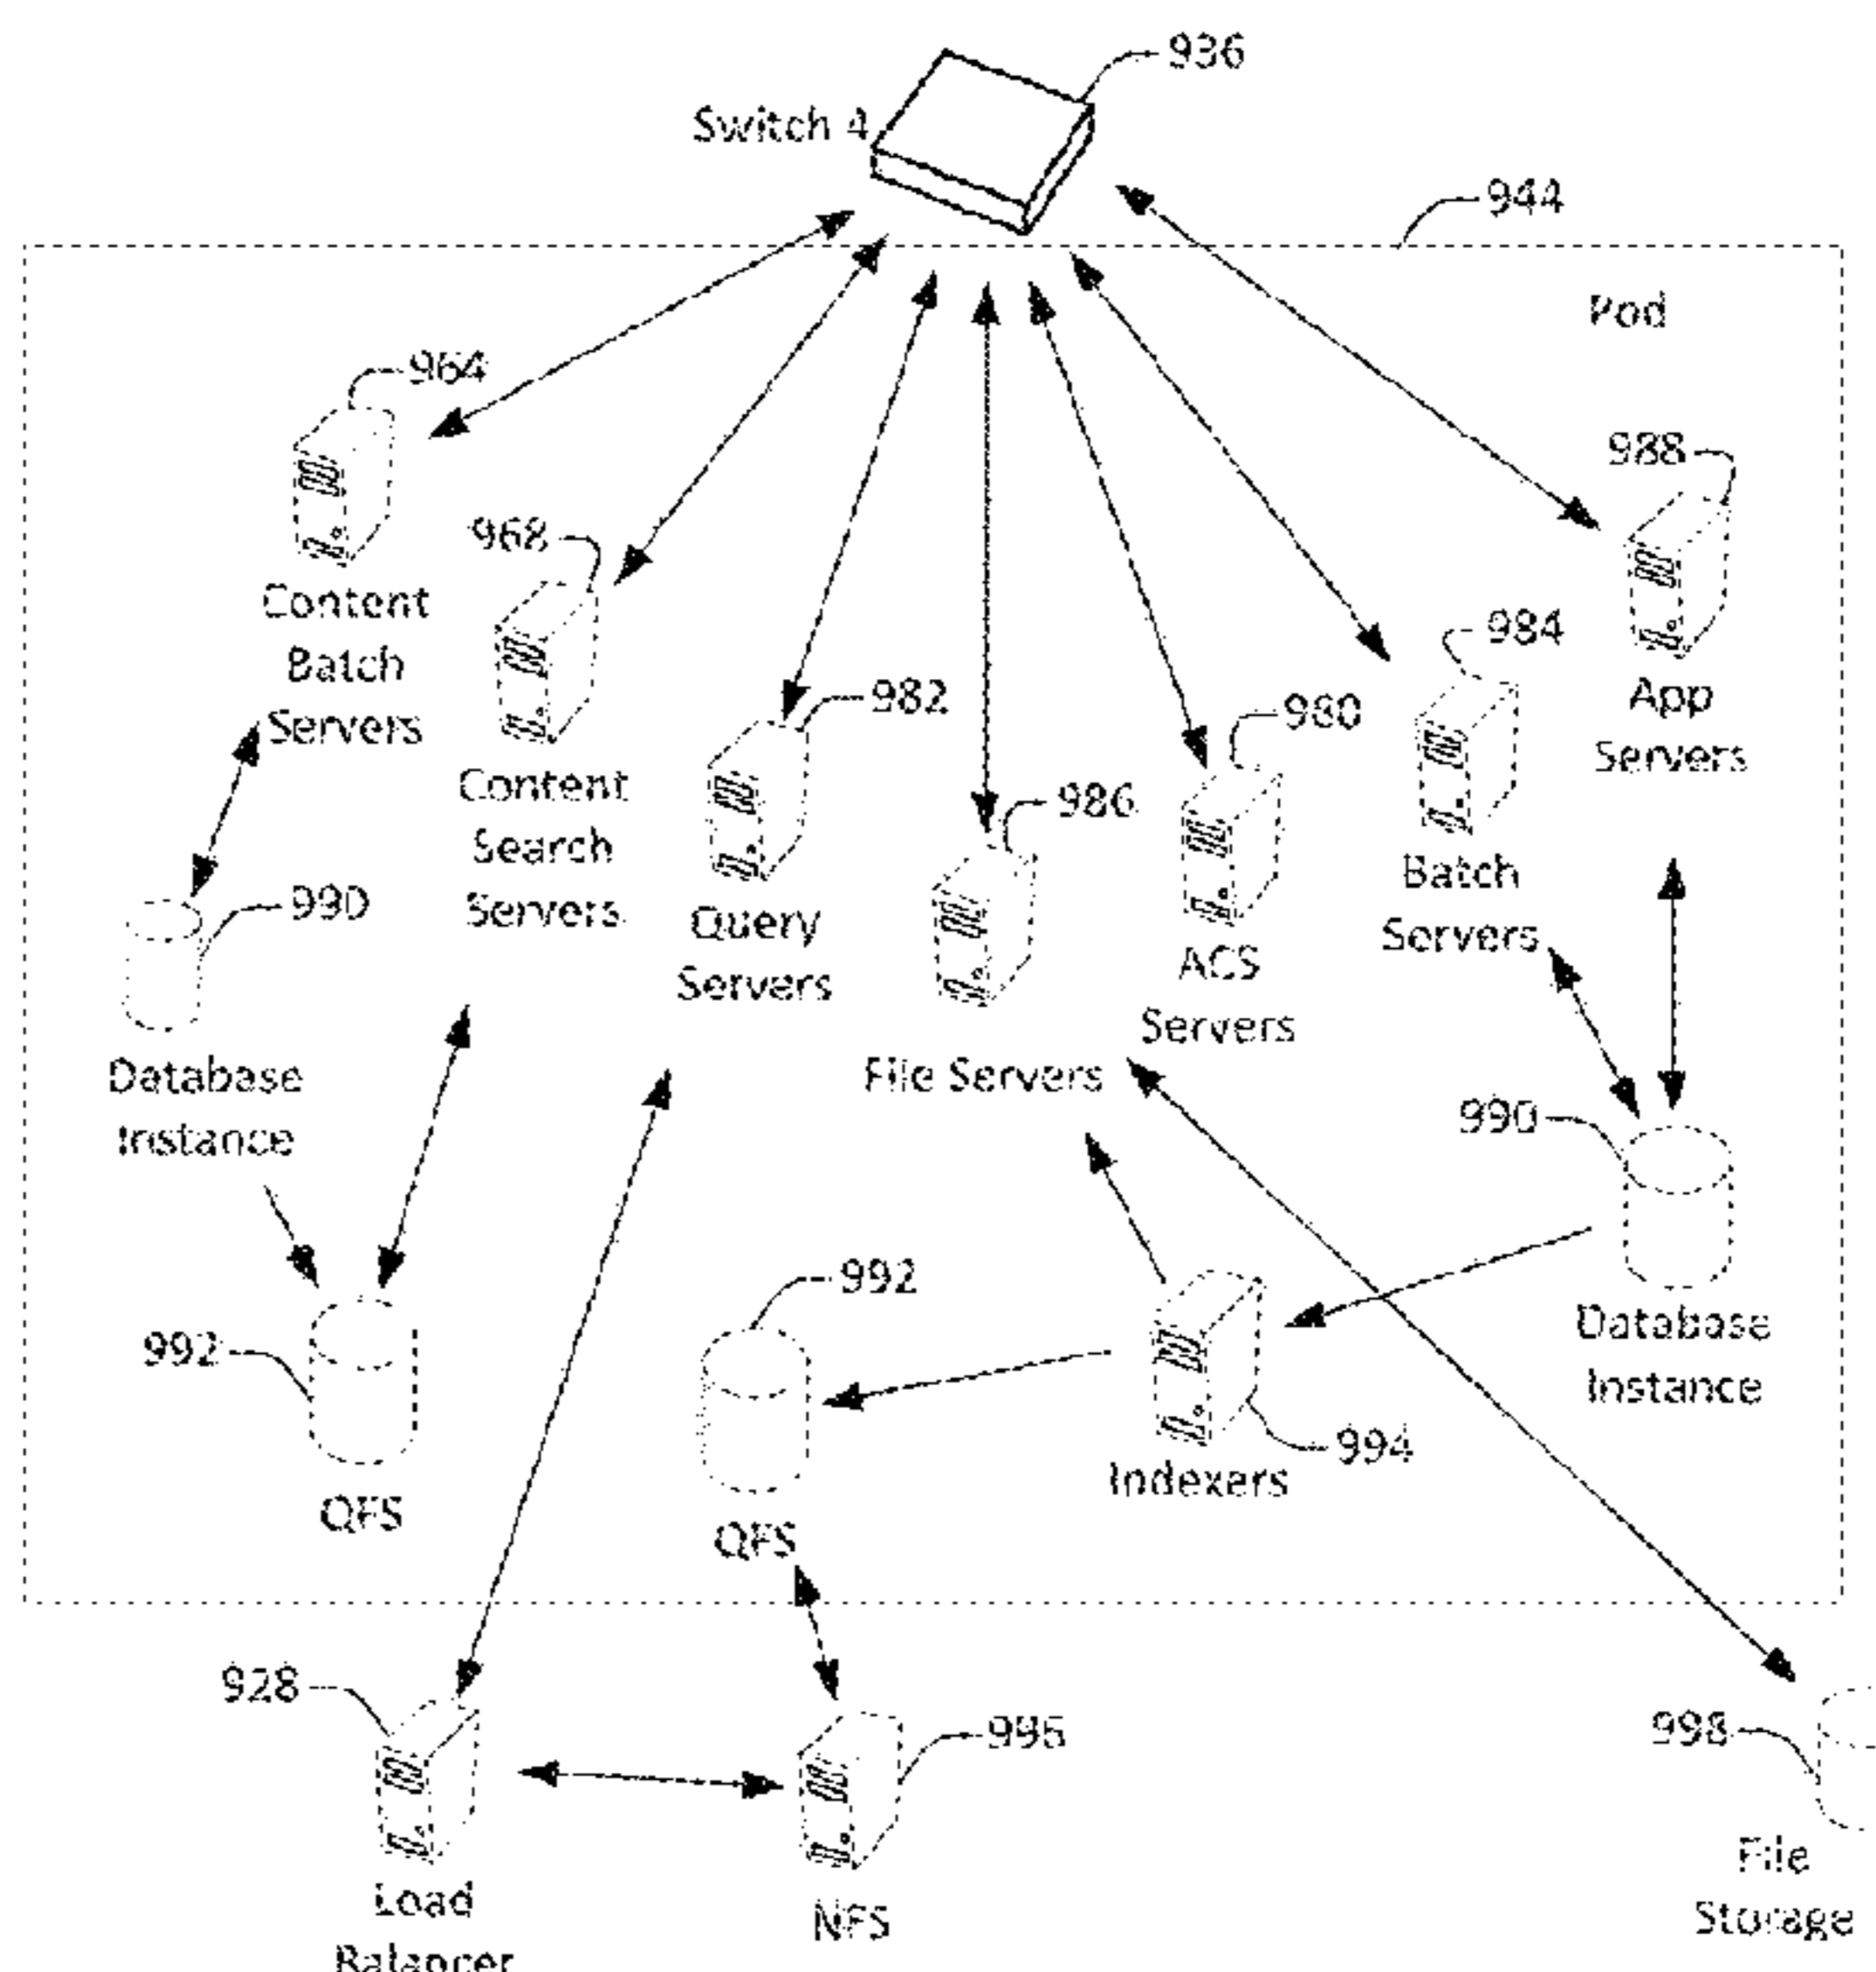 936
Switch 4
944
Pod
964
988
968
Content
Batch
Servers
984
982
980
App
Servers
Content
Search
Servers
986
990
Batch
Servers
Query
Servers
ACS
Servers
Database
Instance
File Servers
990
992
992
Database
Instance
994
Indexers
QFS
QFS
928
996
998
File
Storage
Load
Balancer
NFS